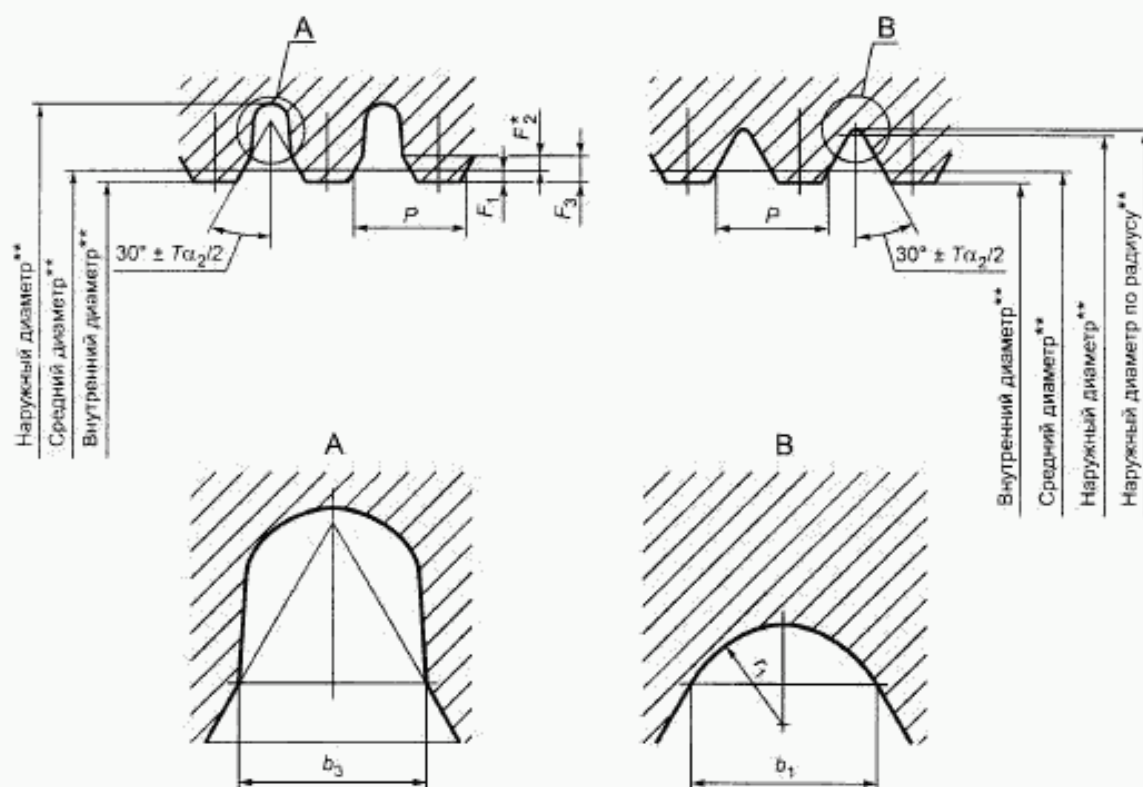 A
B
F₂*
F₁
F₃
P
P
30° ± Tα₂/2
30° ± Tα₂/2
Наружный диаметр**
Средний диаметр**
Внутренний диаметр**
Внутренний диаметр**
Средний диаметр**
Наружный диаметр**
Наружный диаметр по радиусу**
A
B
r₁
b₃
b₁